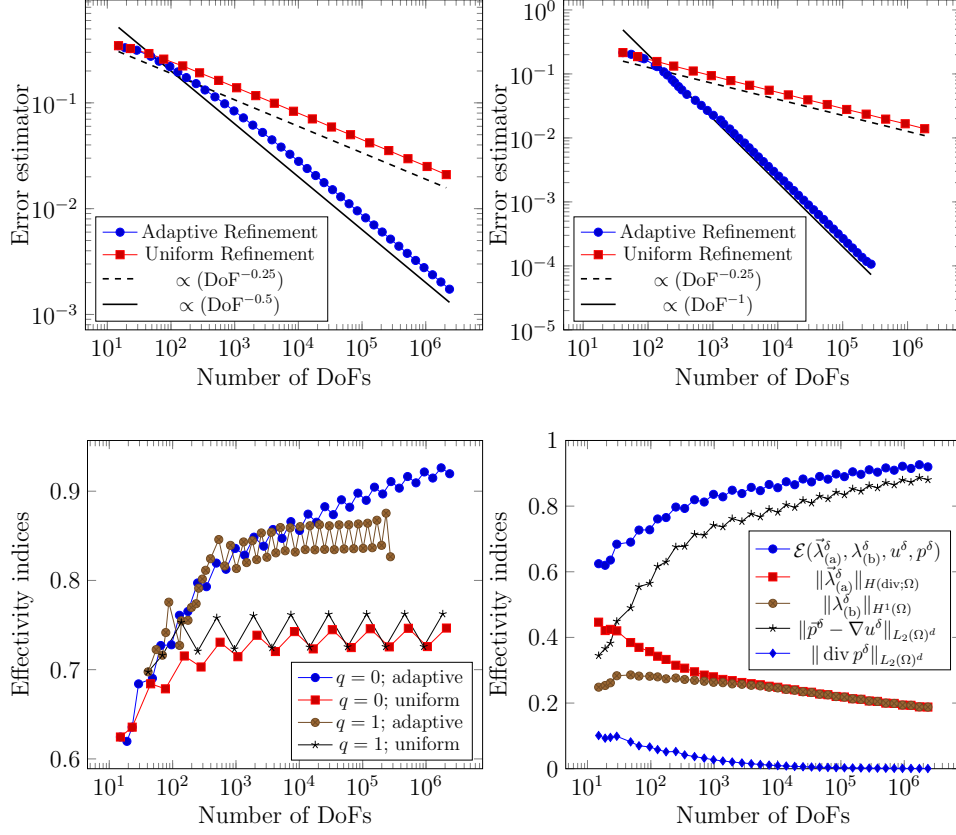 10^{-1}
10^{-2}
10^{-3}
Error estimator
Adaptive Refinement
Uniform Refinement
∝ (DoF^{−0.25})
∝ (DoF^{−0.5})
10^1 10^2 10^3 10^4 10^5 10^6
Number of DoFs
10^0
10^{-1}
10^{-2}
10^{-3}
10^{-4}
10^{-5}
Error estimator
Adaptive Refinement
Uniform Refinement
∝ (DoF^{−0.25})
∝ (DoF^{−1})
10^1 10^2 10^3 10^4 10^5 10^6
Number of DoFs
0.9
0.8
0.7
0.6
Effectivity indices
q = 0; adaptive
q = 0; uniform
q = 1; adaptive
q = 1; uniform
10^1 10^2 10^3 10^4 10^5 10^6
Number of DoFs
1
0.8
0.6
0.4
0.2
0
Effectivity indices
ℰ(\vec{λ}^δ_{(a)}, λ^δ_{(b)}, u^δ, p^δ)
‖\vec{λ}^δ_{(a)}‖_{H(div;Ω)}
‖λ^δ_{(b)}‖_{H^1(Ω)}
‖\vec{p}^δ − ∇u^δ‖_{L_2(Ω)^d}
‖ div p^δ‖_{L_2(Ω)^d}
10^1 10^2 10^3 10^4 10^5 10^6
Number of DoFs